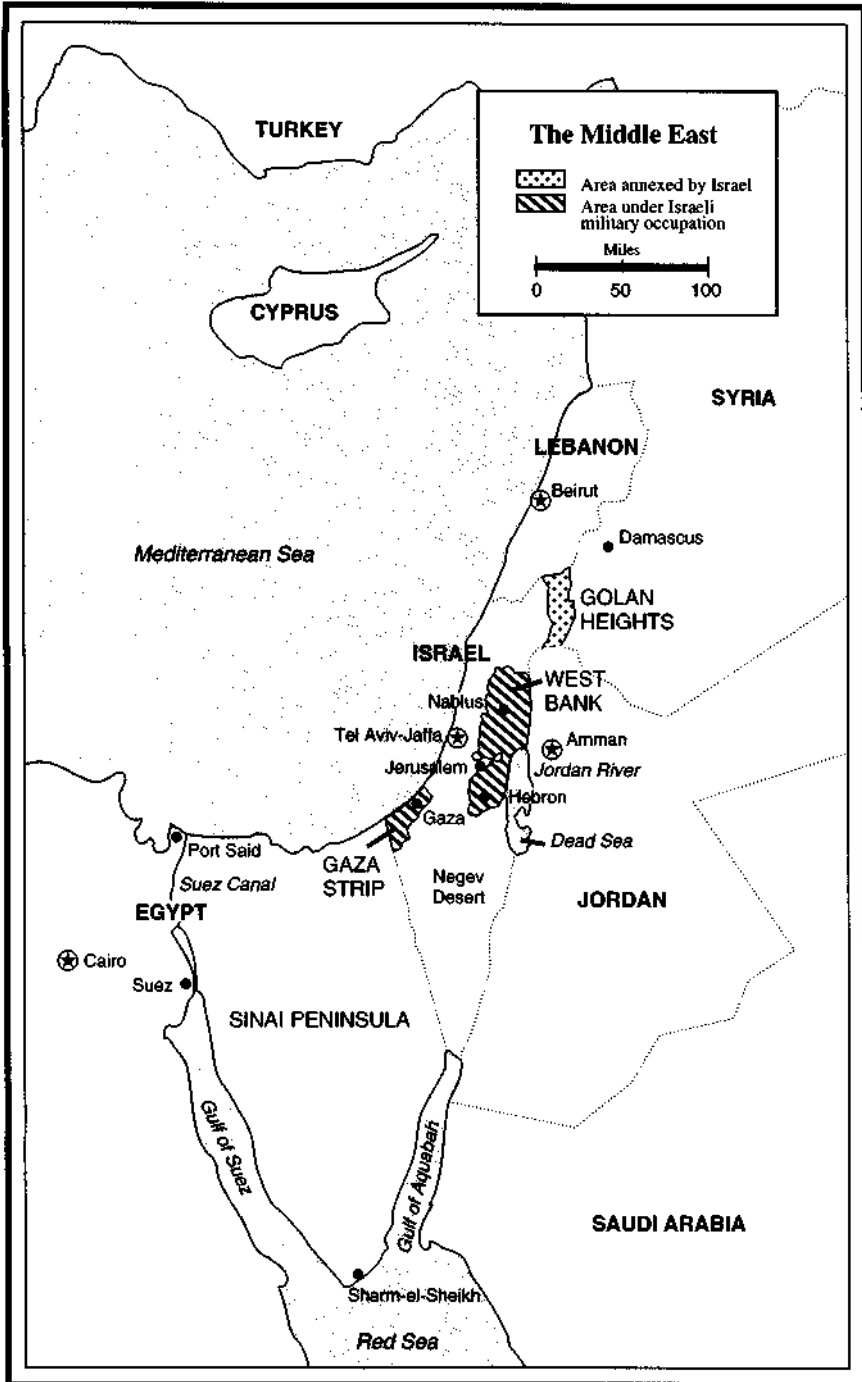 TURKEY
The Middle East
Area annexed by Israel
Area under Israeli
military occupation
Miles
0 50 100
CYPRUS
SYRIA
LEBANON
Beirut
Damascus
Mediterranean Sea
GOLAN
HEIGHTS
ISRAEL
WEST
BANK
Nablus
Tel Aviv-Jaffa
Amman
Jerusalem
Jordan River
Hebron
Gaza
Dead Sea
Port Said
GAZA
STRIP
Suez Canal
Negev
Desert
JORDAN
EGYPT
Cairo
Suez
SINAI PENINSULA
Gulf of Suez
Gulf of Aquabah
SAUDI ARABIA
Sharm-el-Sheikh
Red Sea